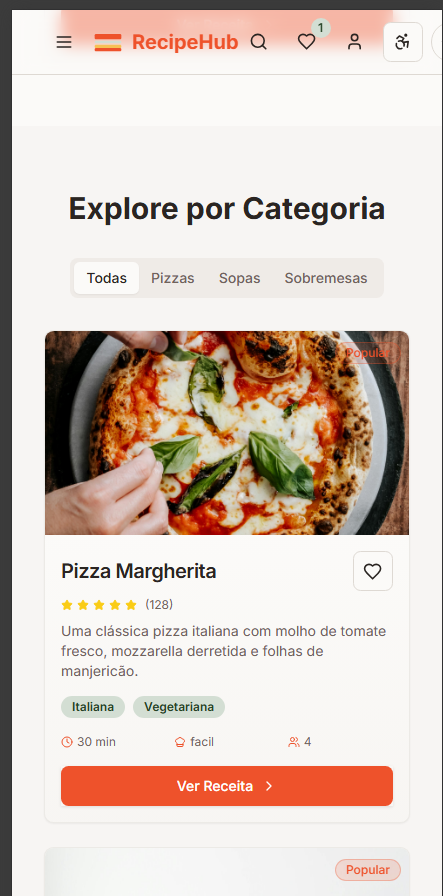 RecipeHub
1
Explore por Categoria
Todas Pizzas Sopas Sobremesas
Popular
Pizza Margherita
(128)
Uma clássica pizza italiana com molho de tomate
fresco, mozzarella derretida e folhas de
manjericão.
Italiana Vegetariana
30 min facil 4
Ver Receita
Popular